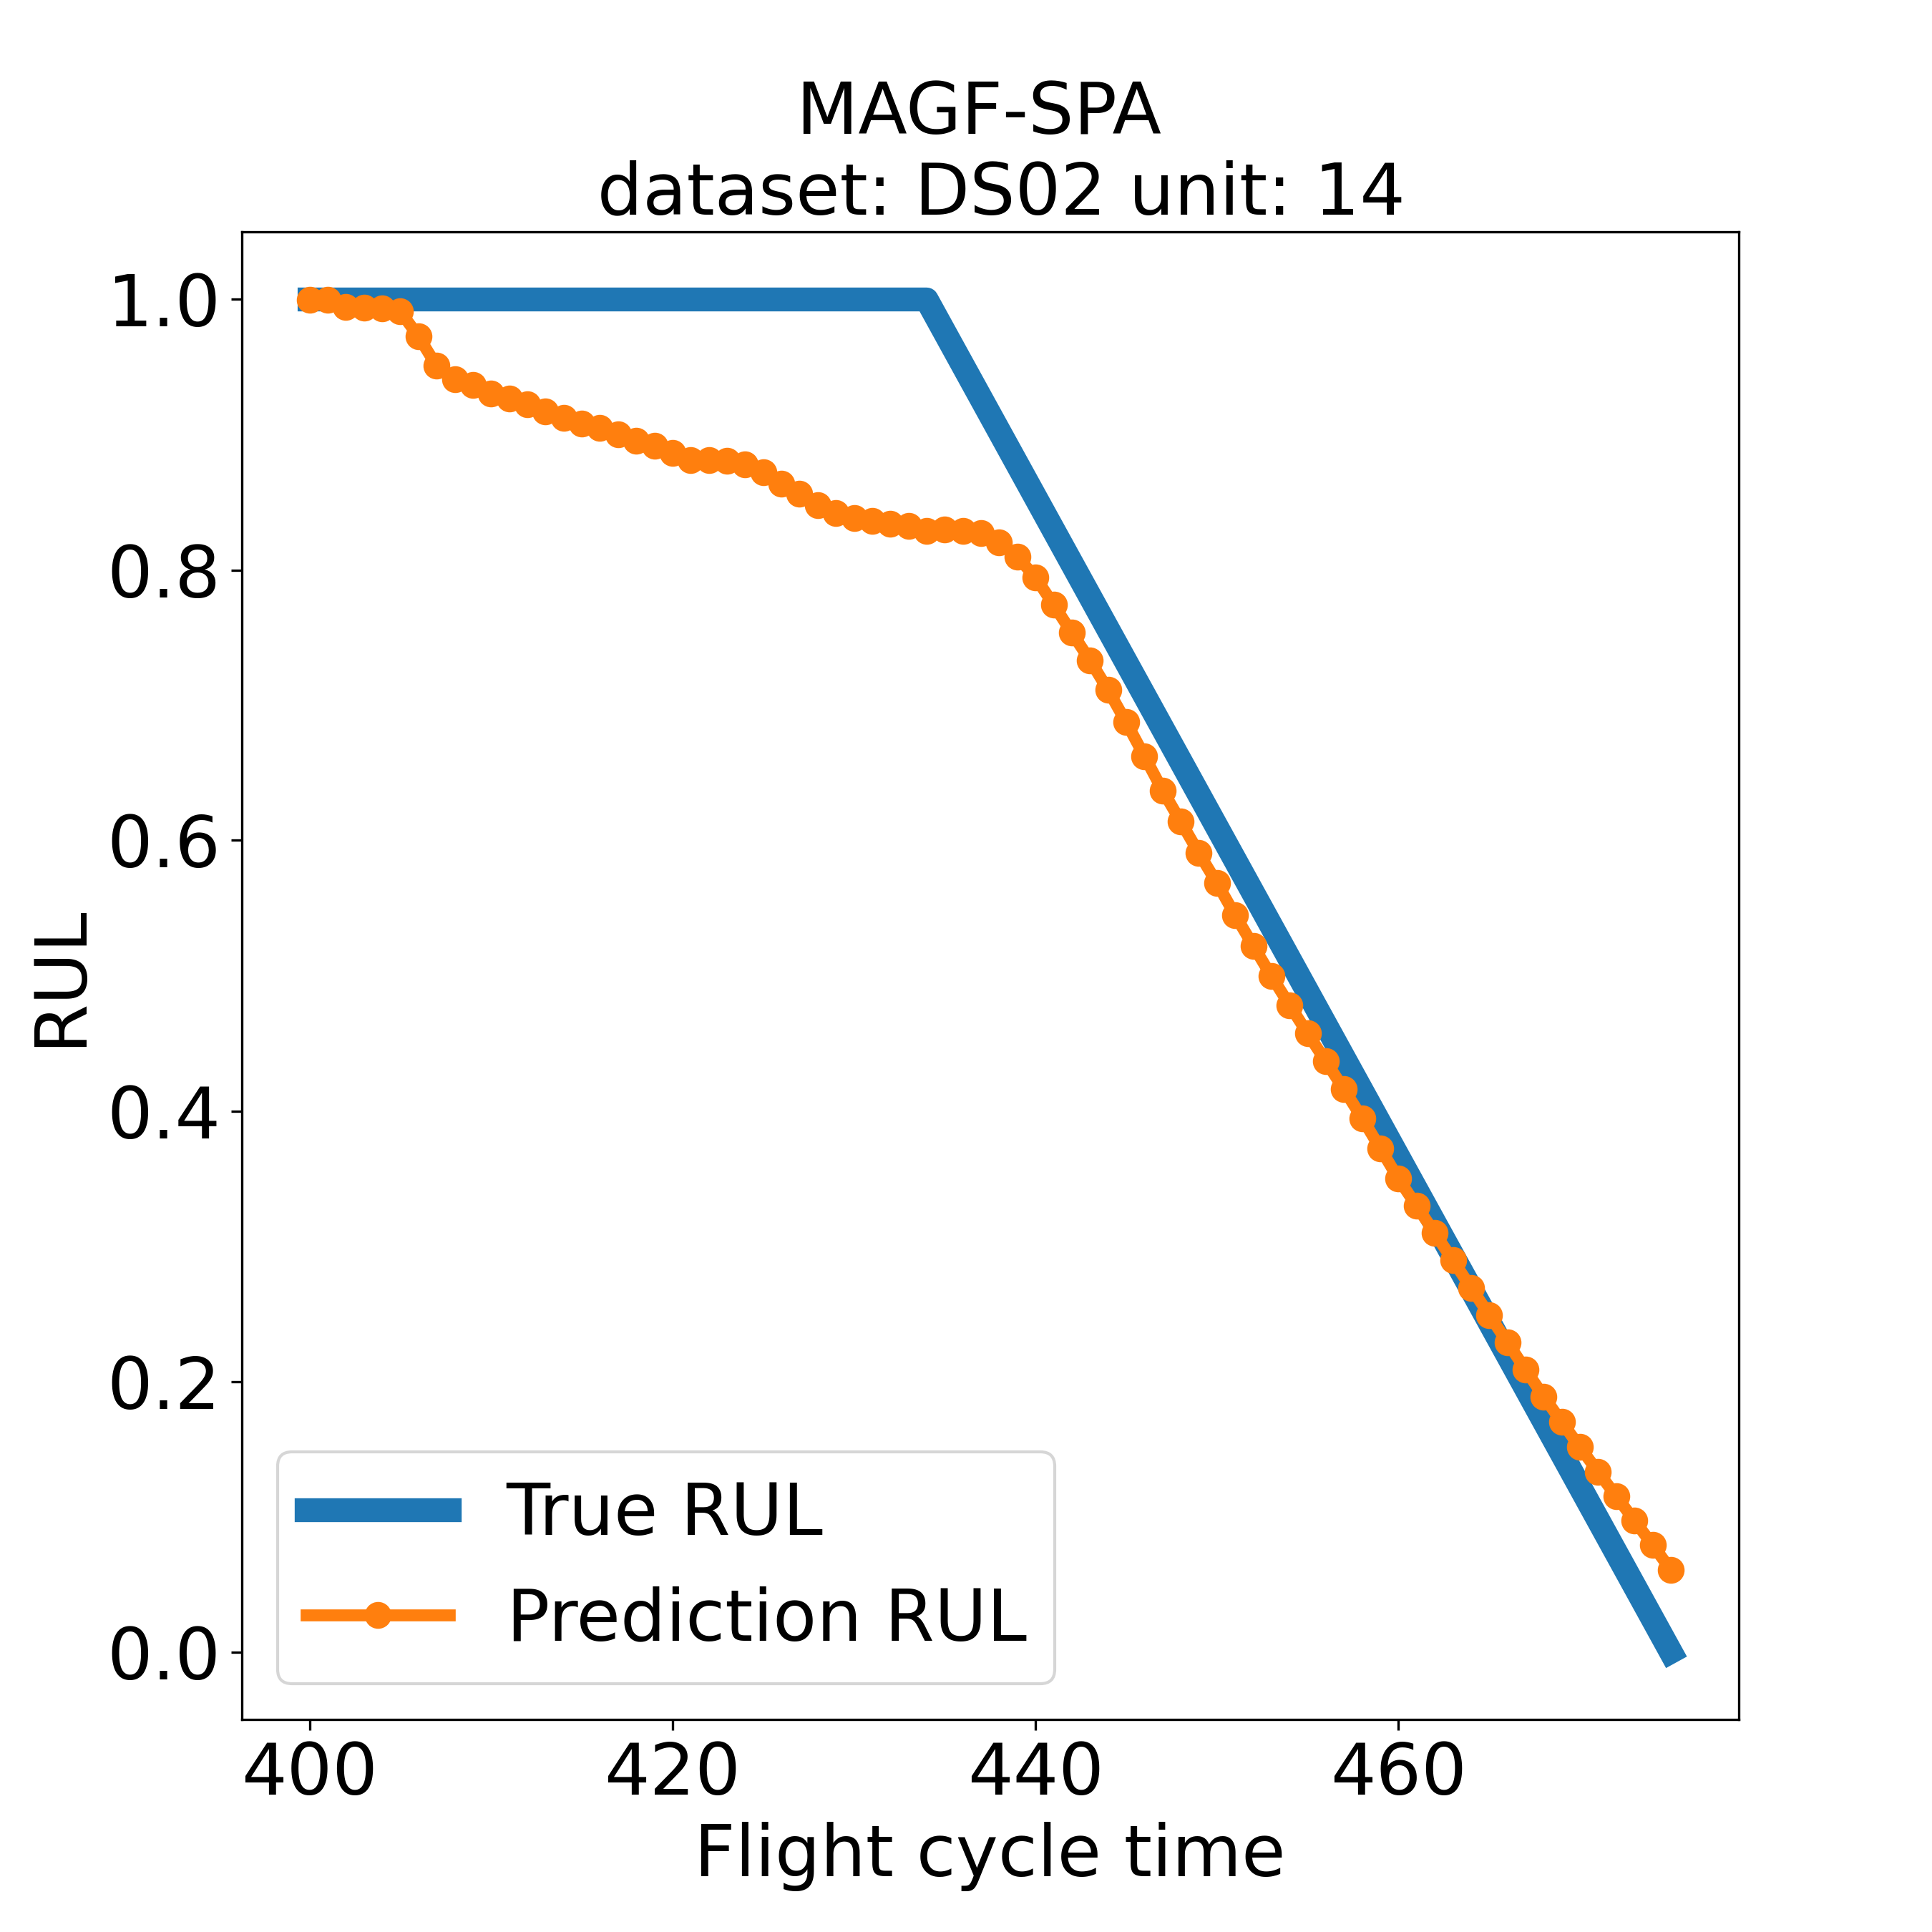 MAGF-SPA
dataset: DS02 unit: 14
1.0
0.8
0.6
0.4
0.2
0.0
RUL
True RUL
Prediction RUL
400 420 440 460
Flight cycle time